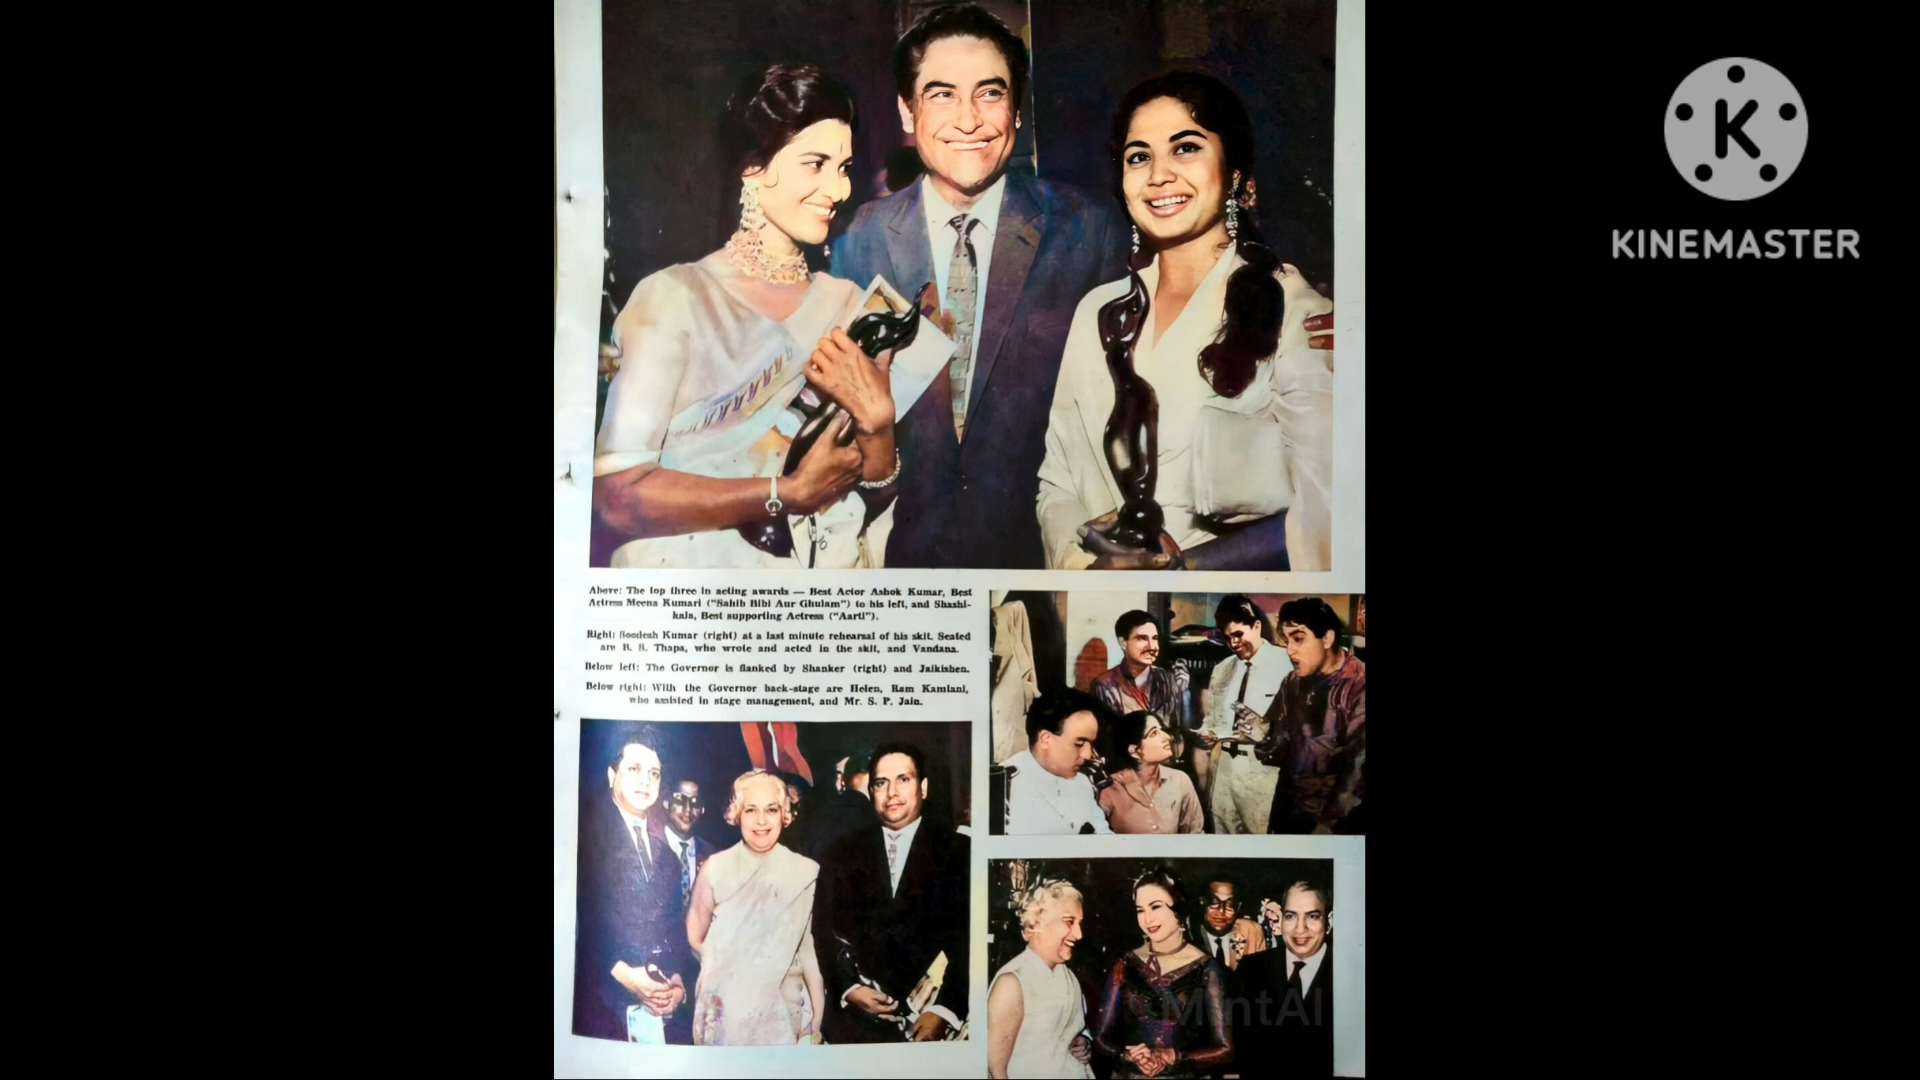 KINEMASTER
Above: The top three in acting awards — Best Actor Ashok Kumar, Best
Actress Meena Kumari ("Sahib Bibi Aur Ghulam") to his left, and Shashi-
kala, Best supporting Actress ("Aarti").
Right: Soodesh Kumar (right) at a last minute rehearsal of his skit. Seated
are B. S. Thapa, who wrote and acted in the skit, and Vandana.
Below left: The Governor is flanked by Shanker (right) and Jaikishen.
Below right: With the Governor back-stage are Helen, Ram Kamlani,
who assisted in stage management, and Mr. S. P. Jain.
MintAI